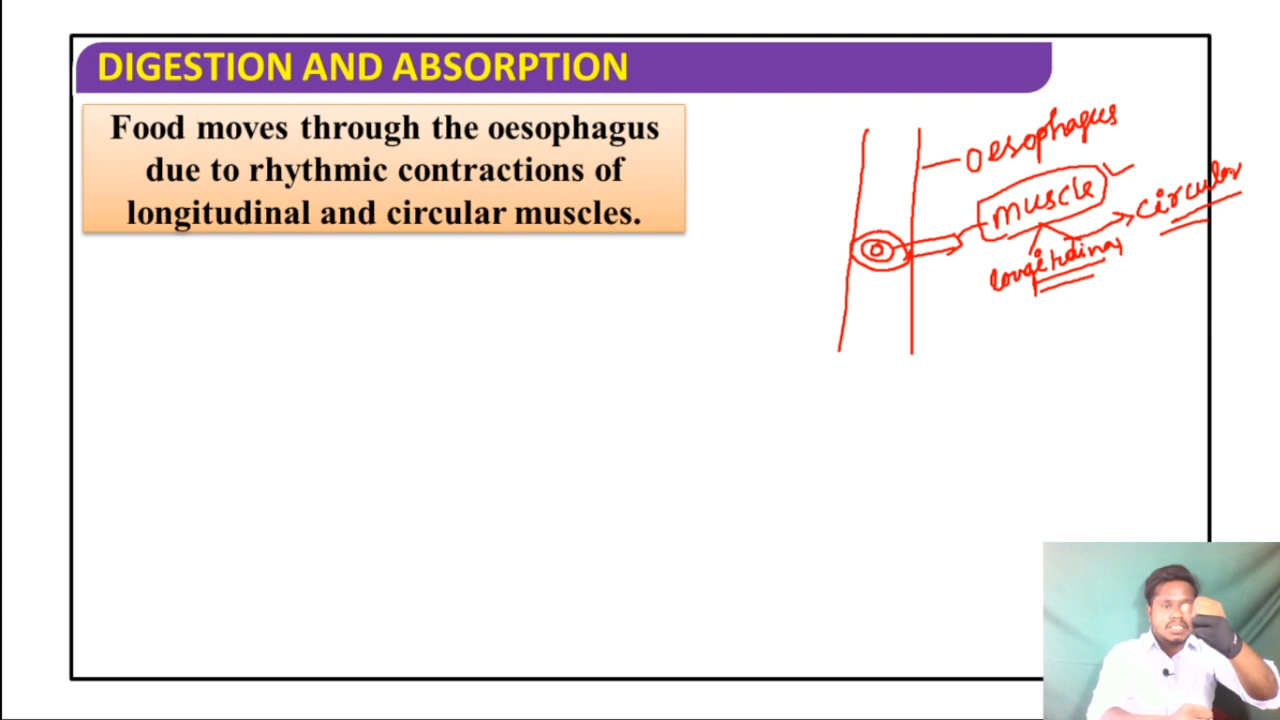 DIGESTION AND ABSORPTION
Food moves through the oesophagus
due to rhythmic contractions of
longitudinal and circular muscles.
Oesophagus
muscle
circular
longitudinal